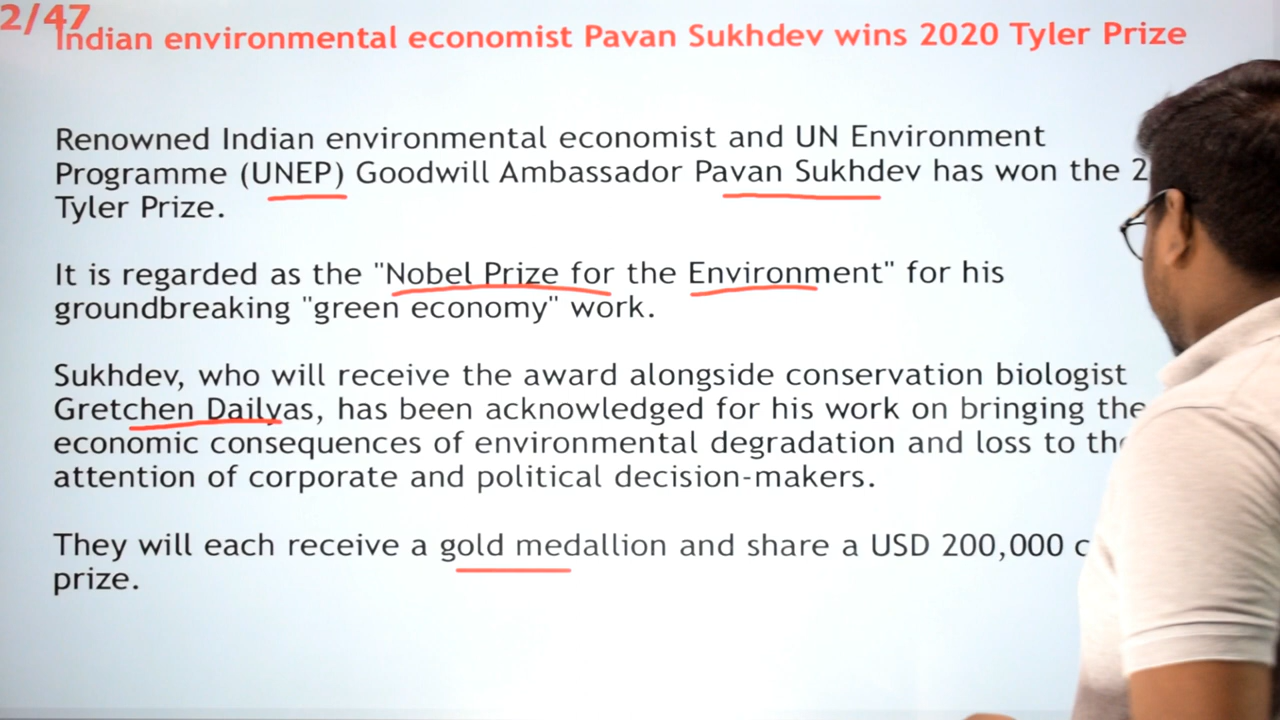 2/47
Indian environmental economist Pavan Sukhdev wins 2020 Tyler Prize
Renowned Indian environmental economist and UN Environment
Programme (UNEP) Goodwill Ambassador Pavan Sukhdev has won the 2
Tyler Prize.
It is regarded as the "Nobel Prize for the Environment" for his
groundbreaking "green economy" work.
Sukhdev, who will receive the award alongside conservation biologist
Gretchen Dailyas, has been acknowledged for his work on bringing the
economic consequences of environmental degradation and loss to the
attention of corporate and political decision-makers.
They will each receive a gold medallion and share a USD 200,000 c
prize.